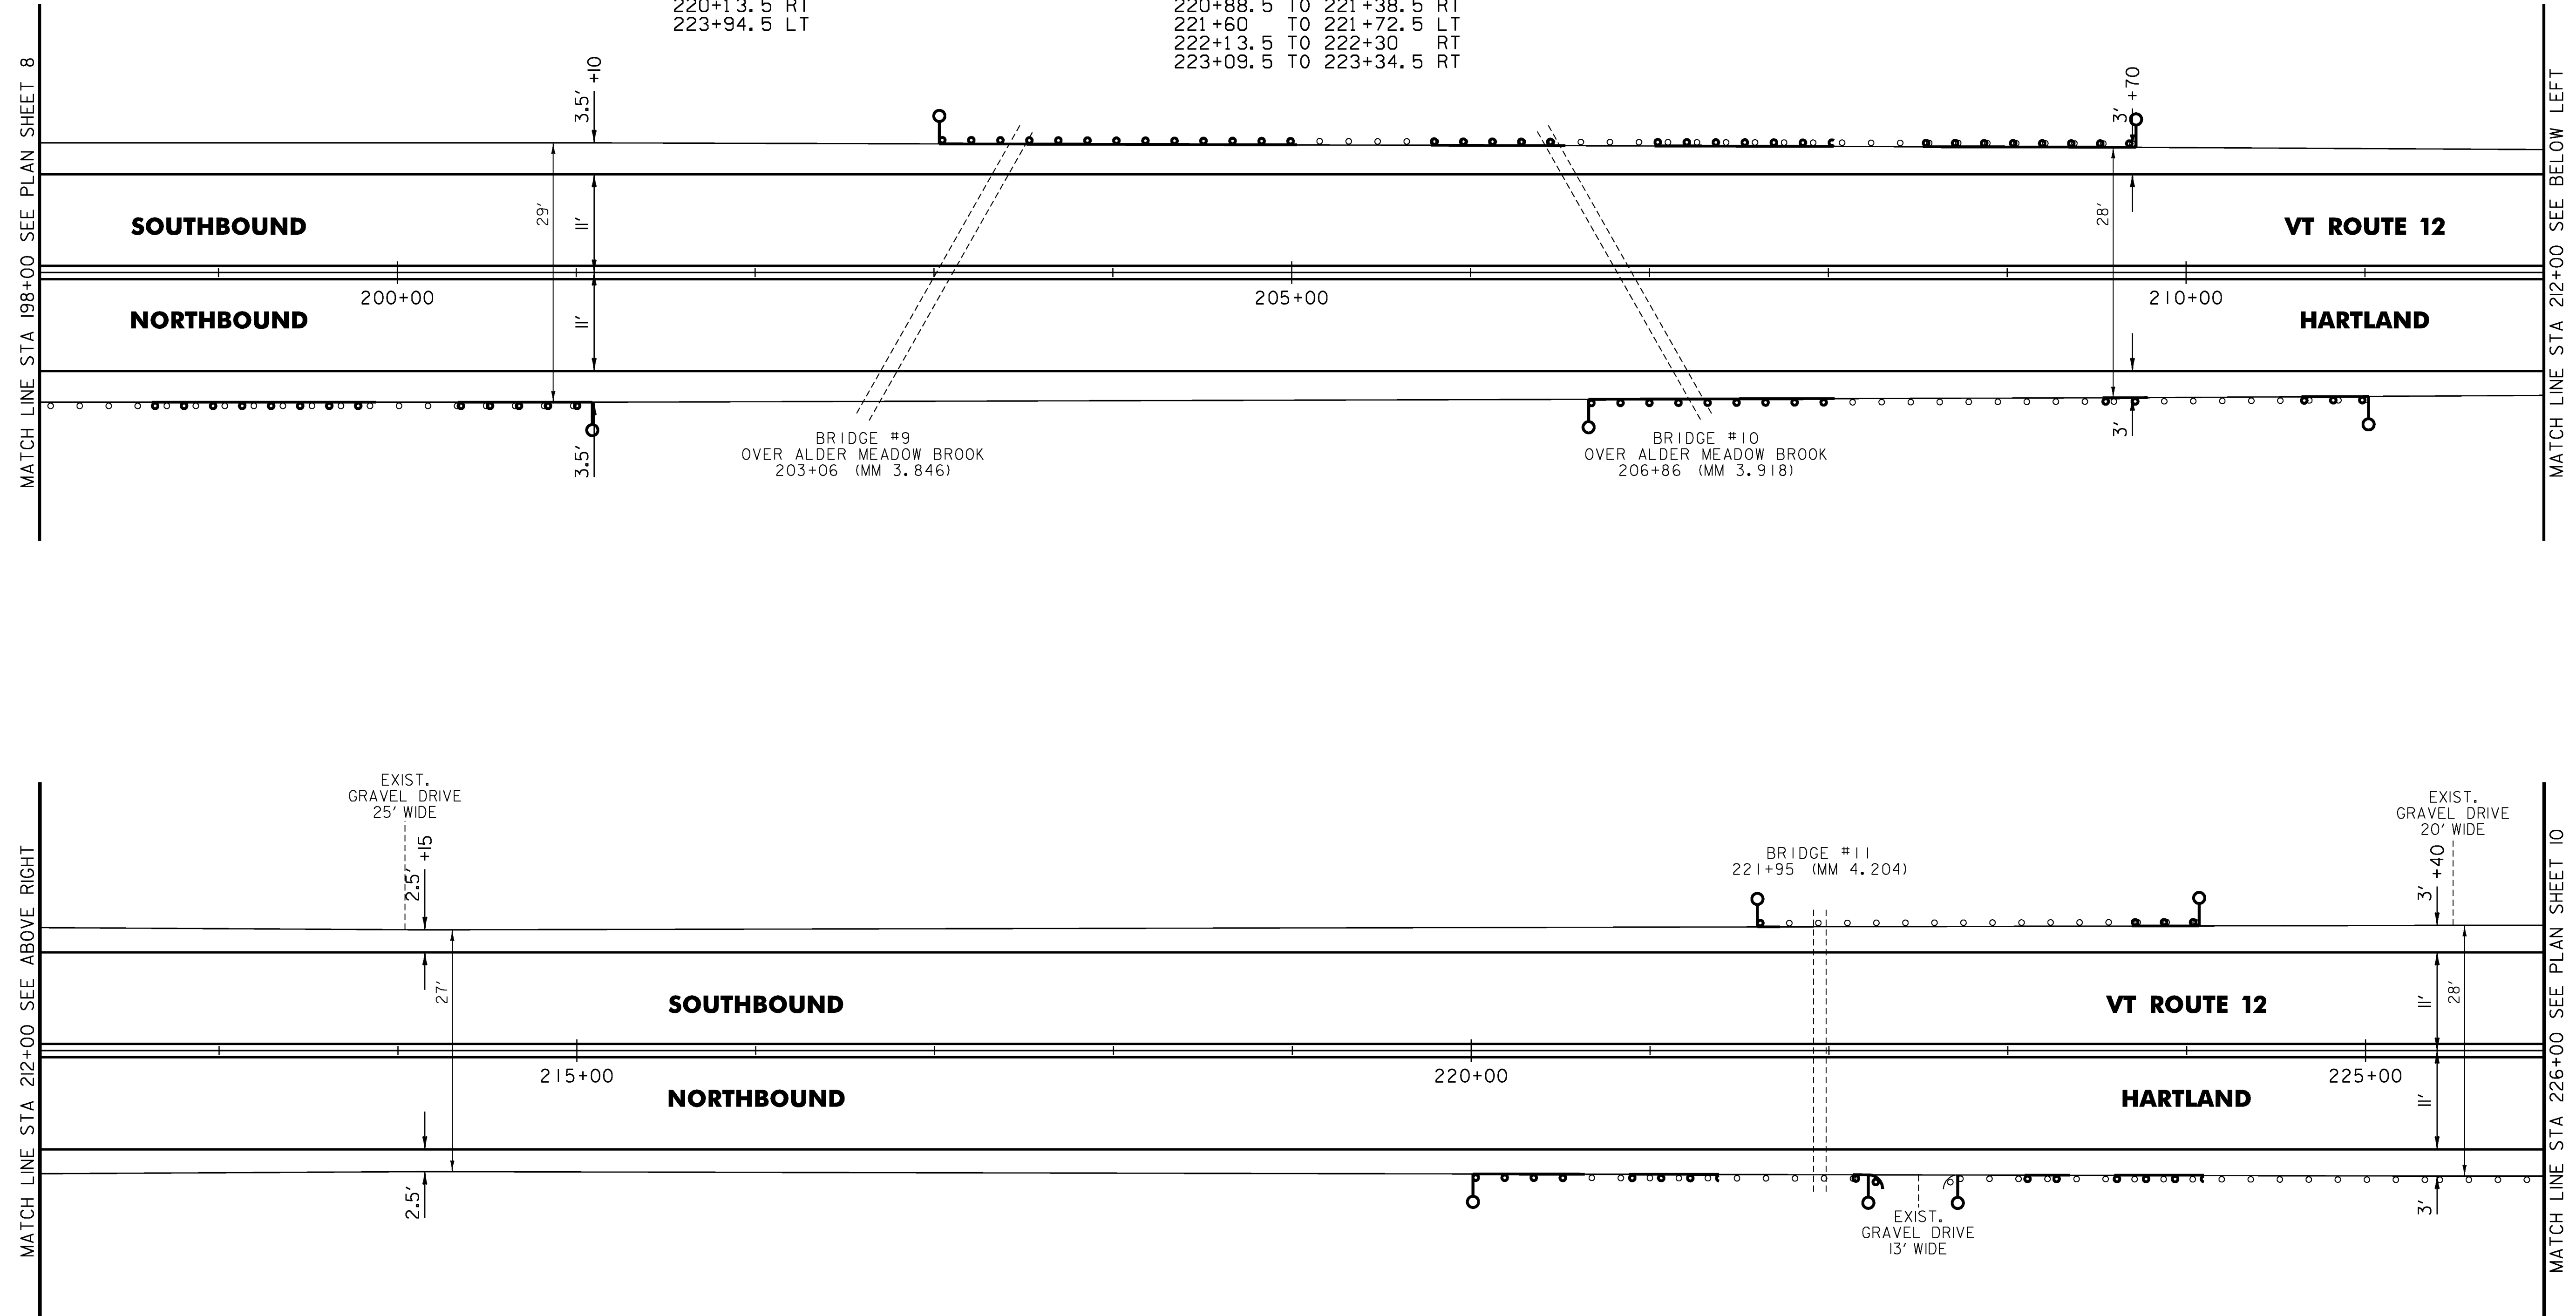 220+13.5 RT
223+94.5 LT
220+88.5 TO 221+38.5 RT
221+60 TO 221+72.5 LT
222+13.5 TO 222+30 RT
223+09.5 TO 223+34.5 RT
MATCH LINE STA 198+00 SEE PLAN SHEET 8
3.5' +10
3' +70
MATCH LINE STA 212+00 SEE BELOW LEFT
29'
11'
28'
SOUTHBOUND
VT ROUTE 12
200+00
205+00
210+00
NORTHBOUND
11'
HARTLAND
3.5'
3'
BRIDGE #9
OVER ALDER MEADOW BROOK
203+06 (MM 3.846)
BRIDGE #10
OVER ALDER MEADOW BROOK
206+86 (MM 3.918)
EXIST.
GRAVEL DRIVE
25' WIDE
EXIST.
GRAVEL DRIVE
20' WIDE
MATCH LINE STA 212+00 SEE ABOVE RIGHT
2.5' +15
BRIDGE #11
221+95 (MM 4.204)
3' +40
MATCH LINE STA 226+00 SEE PLAN SHEET 10
27'
SOUTHBOUND
VT ROUTE 12
11'
28'
215+00
220+00
225+00
NORTHBOUND
HARTLAND
11'
2.5'
3'
EXIST.
GRAVEL DRIVE
13' WIDE